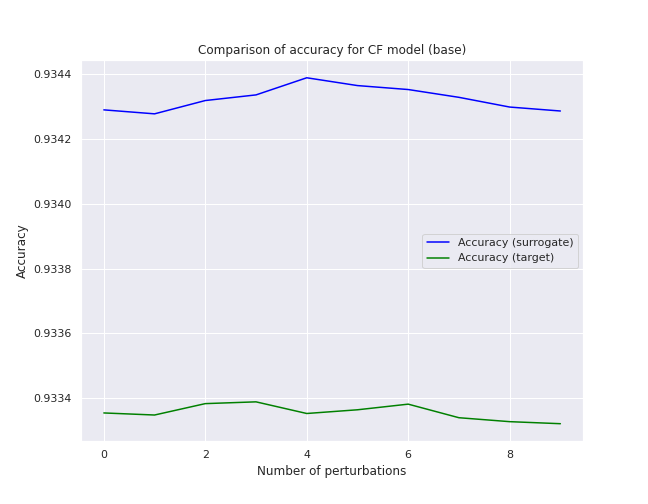 Comparison of accuracy for CF model (base)
0.9344
0.9342
0.9340
0.9338
0.9336
0.9334
Accuracy
Accuracy (surrogate)
Accuracy (target)
0 2 4 6 8
Number of perturbations